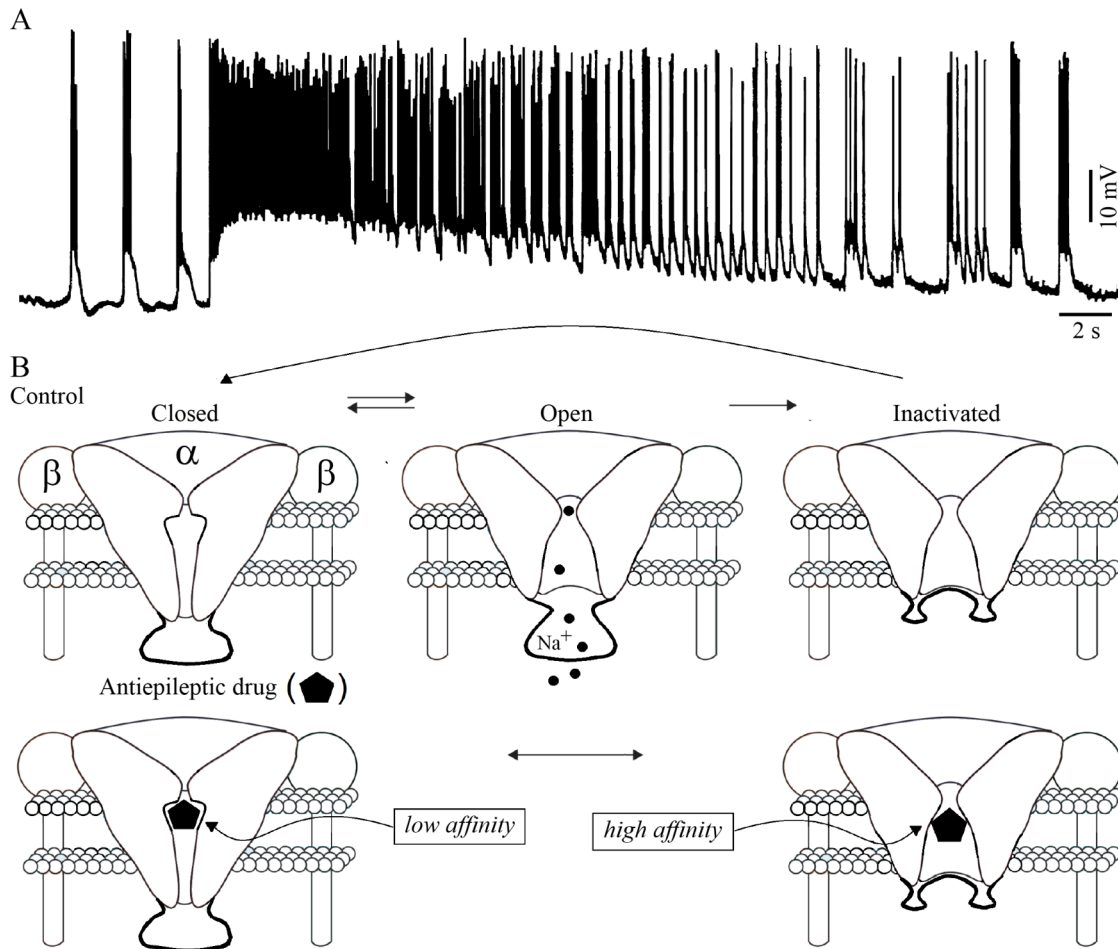 A
10 mV
2 s
B
Control
Closed
Open
Inactivated
β
α
β
Na+
Antiepileptic drug ( )
low affinity
high affinity